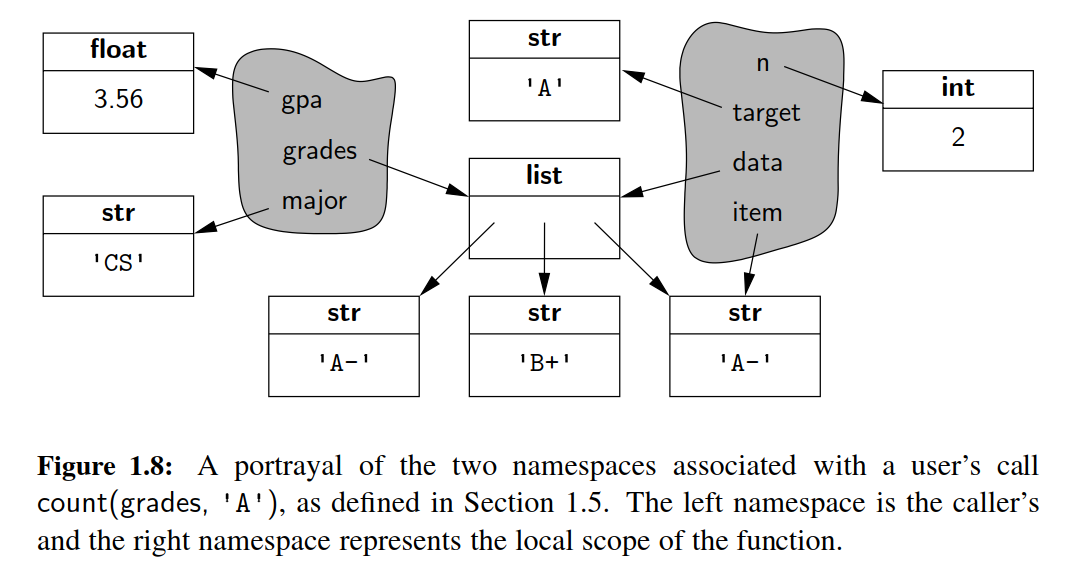 float
3.56
gpa
grades
major
str
'CS'
str
'A'
list
n
target
data
item
int
2
str
'A-'
str
'B+'
str
'A-'
Figure 1.8: A portrayal of the two namespaces associated with a user's call
count(grades, 'A'), as defined in Section 1.5. The left namespace is the caller's
and the right namespace represents the local scope of the function.